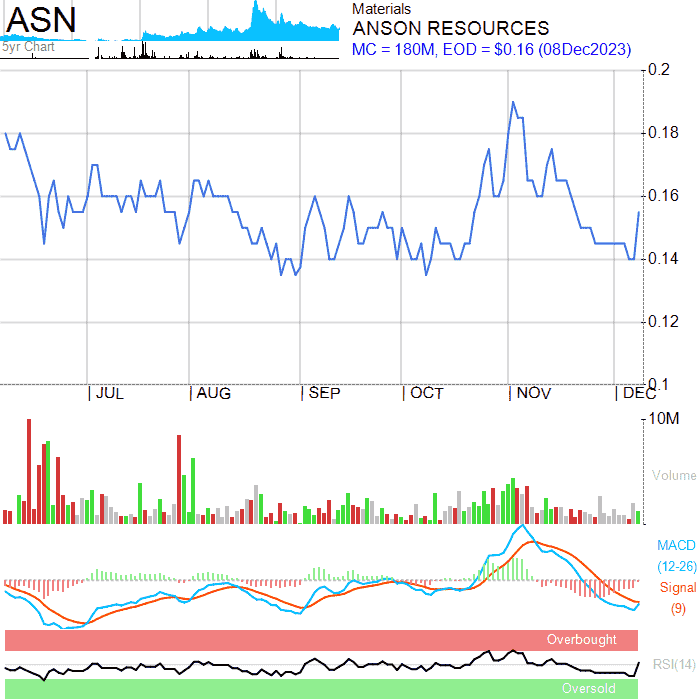 ASN
5yr Chart
Materials
ANSON RESOURCES
MC = 180M, EOD = $0.16 (08Dec2023)
0.2
0.18
0.16
0.14
0.12
0.1
JUL AUG SEP OCT NOV DEC
10M
Volume
MACD
(12-26)
Signal
(9)
Overbought
RSI(14)
Oversold